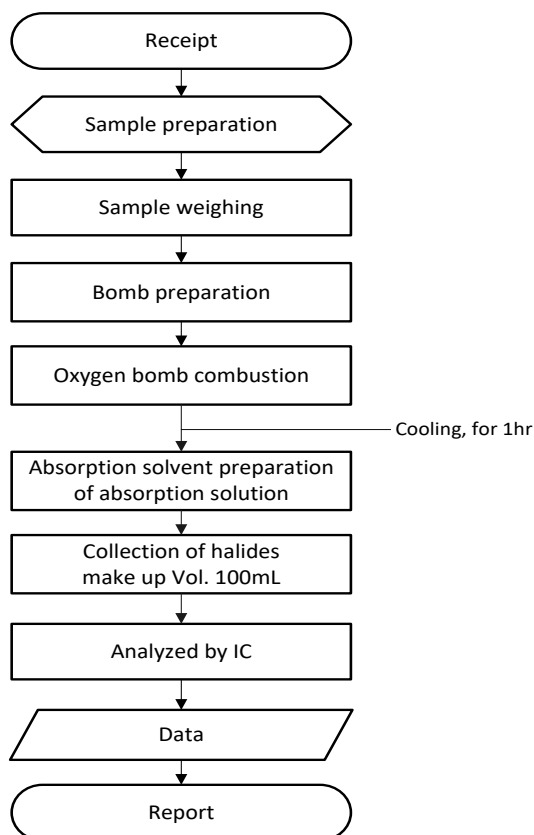 Receipt
Sample preparation
Sample weighing
Bomb preparation
Oxygen bomb combustion
Cooling, for 1hr
Absorption solvent preparation
of absorption solution
Collection of halides
make up Vol. 100mL
Analyzed by IC
Data
Report